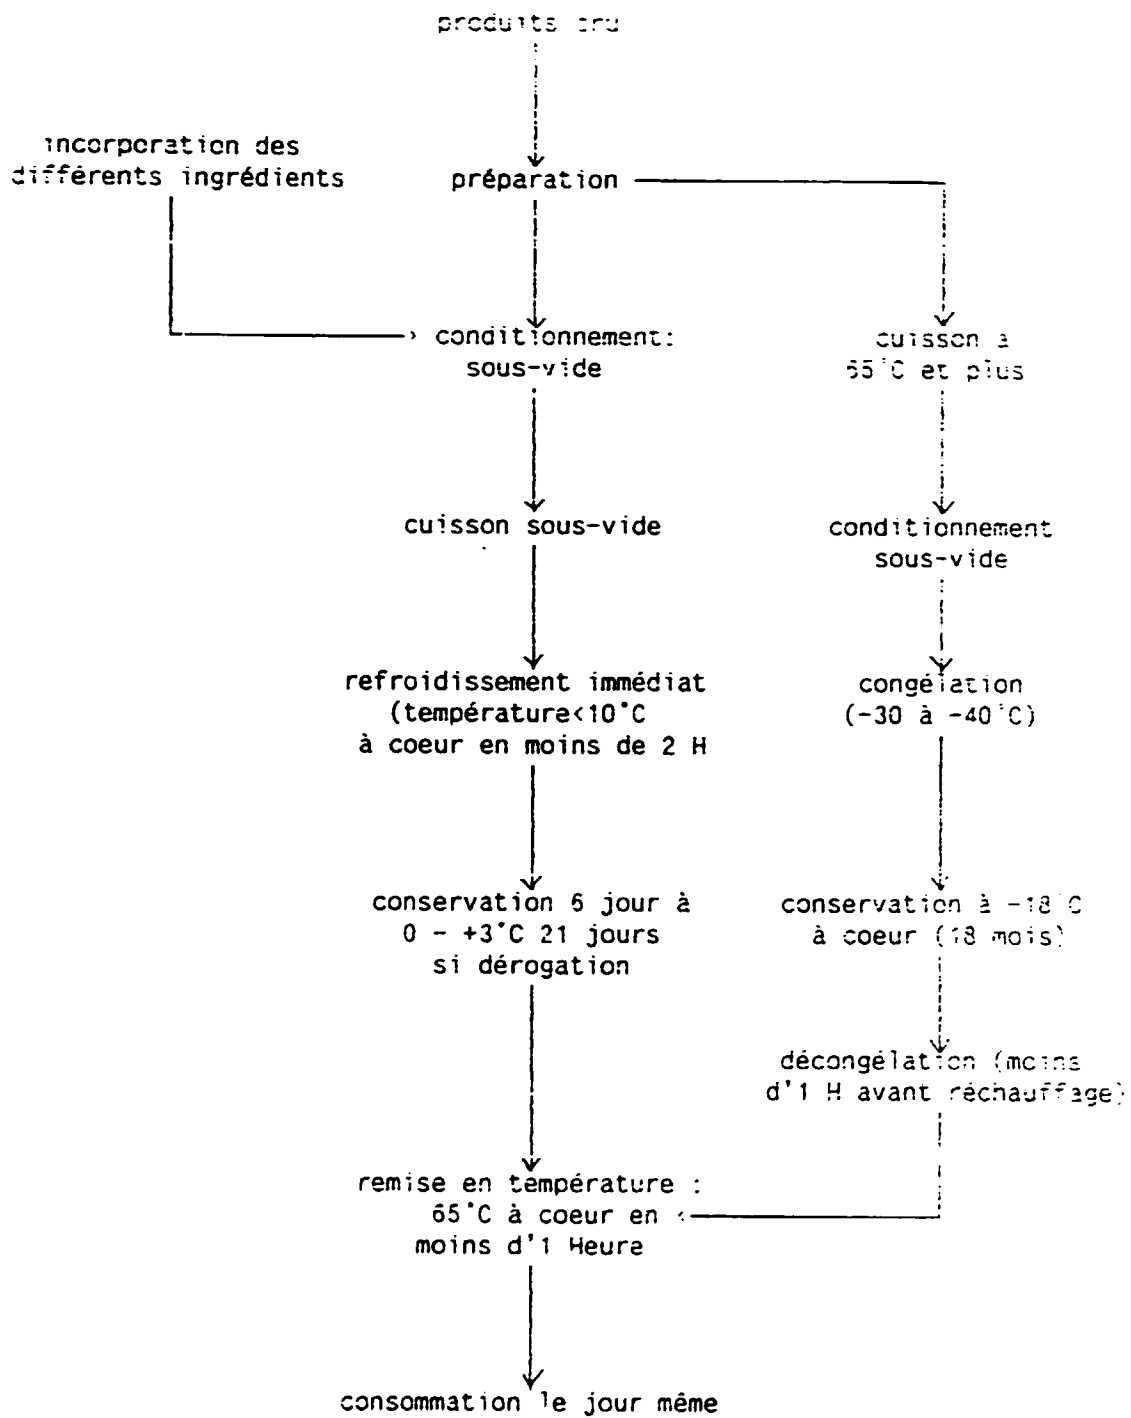 produits cru
incorporation des
différents ingrédients
préparation
conditionnement:
sous-vide
cuisson à
65°C et plus
cuisson sous-vide
conditionnement
sous-vide
refroidissement immédiat
(température<10°C
à coeur en moins de 2 H
congélation
(-30 à -40°C)
conservation 6 jour à
0 - +3°C 21 jours
si dérogation
conservation à -18°C
à coeur (18 mois)
décongélation (moins
d'1 H avant réchauffage)
remise en température :
65°C à coeur en
moins d'1 Heure
consommation le jour même